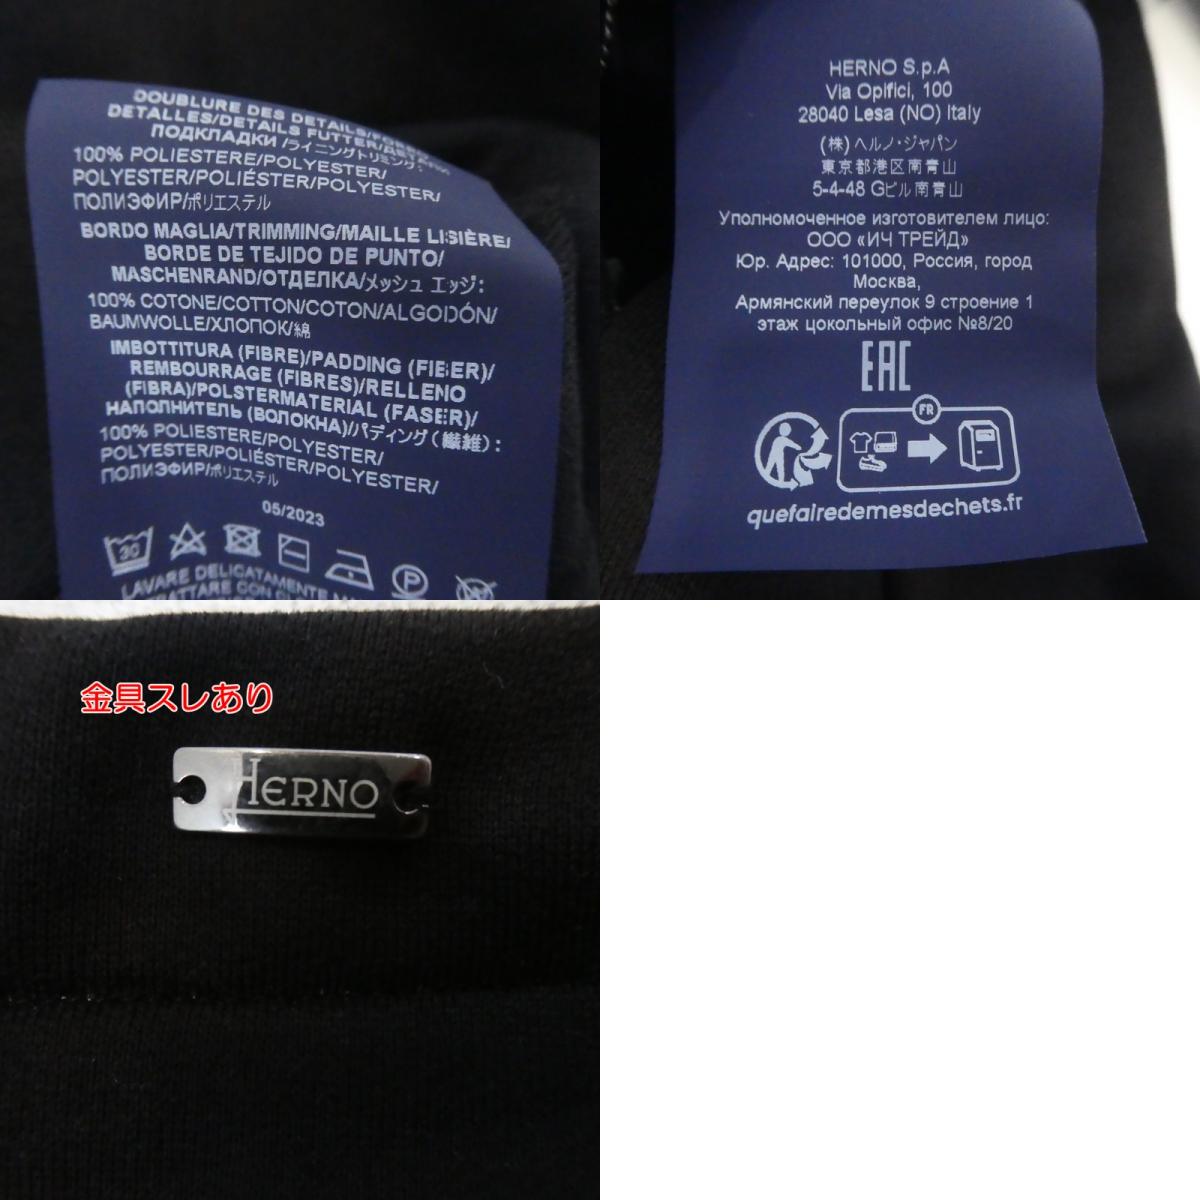 DOUBLURE DES DETAILS/
DETALLES/DETAILS FUTTER/
ПОДКЛАДКИ /ライニングトリミング:
100% POLIESTERE/POLYESTER/
POLYESTER/POLIÉSTER/POLYESTER/
ПОЛИЭФИР/ポリエステル
BORDO MAGLIA/TRIMMING/MAILLE LISIÈRE/
BORDE DE TEJIDO DE PUNTO/
MASCHENRAND/ОТДЕЛКА/メッシュ エッジ:
100% COTONE/COTTON/COTON/ALGODÓN/
BAUMWOLLE/ХЛОПОК/綿
IMBOTTITURA (FIBRE)/PADDING (FIBER)/
REMBOURRAGE (FIBRES)/RELLENO
(FIBRA)/POLSTERMATERIAL (FASER)/
НАПОЛНИТЕЛЬ (ВОЛОКНА)/パディング(繊維):
100% POLIESTERE/POLYESTER/
POLYESTER/POLIÉSTER/POLYESTER/
ПОЛИЭФИР/ポリエステル
05/2023
30
P
LAVARE DELICATAMENTE
HERNO S.p.A
Via Opifici, 100
28040 Lesa (NO) Italy
(株)ヘルノ・ジャパン
東京都港区南青山
5-4-48 Gビル南青山
Уполномоченное изготовителем лицо:
ООО «ИЧ ТРЕЙД»
Юр. Адрес: 101000, Россия, город
Москва,
Армянский переулок 9 строение 1
этаж цокольный офис №8/20
EAC
FR
quefairedemesdechets.fr
金具スレあり
HERNO